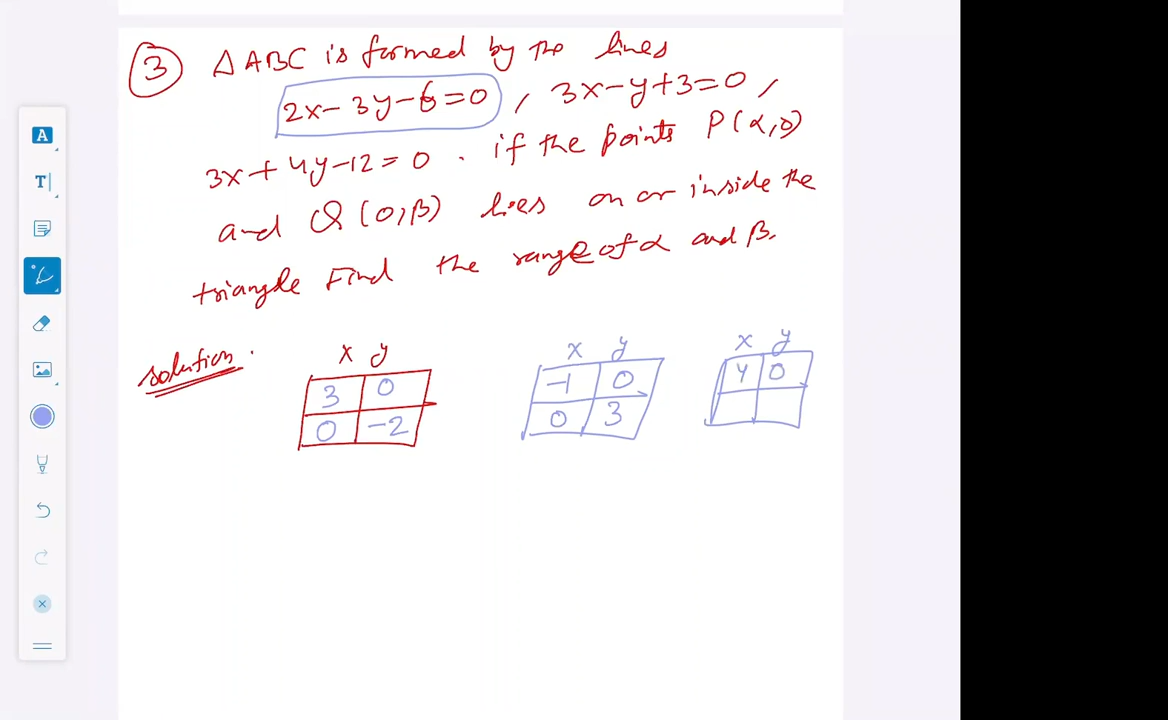 3 Δ ABC is formed by the lines
2x - 3y - 6 = 0 , 3x - y + 3 = 0 ,
3x + 4y - 12 = 0 . if the points P(α, 0)
and Q (0, β) lies on or inside the
triangle Find the range of α and β.
solution :
x y
3 0
0 -2
x y
-1 0
0 3
x y
4 0
A
T